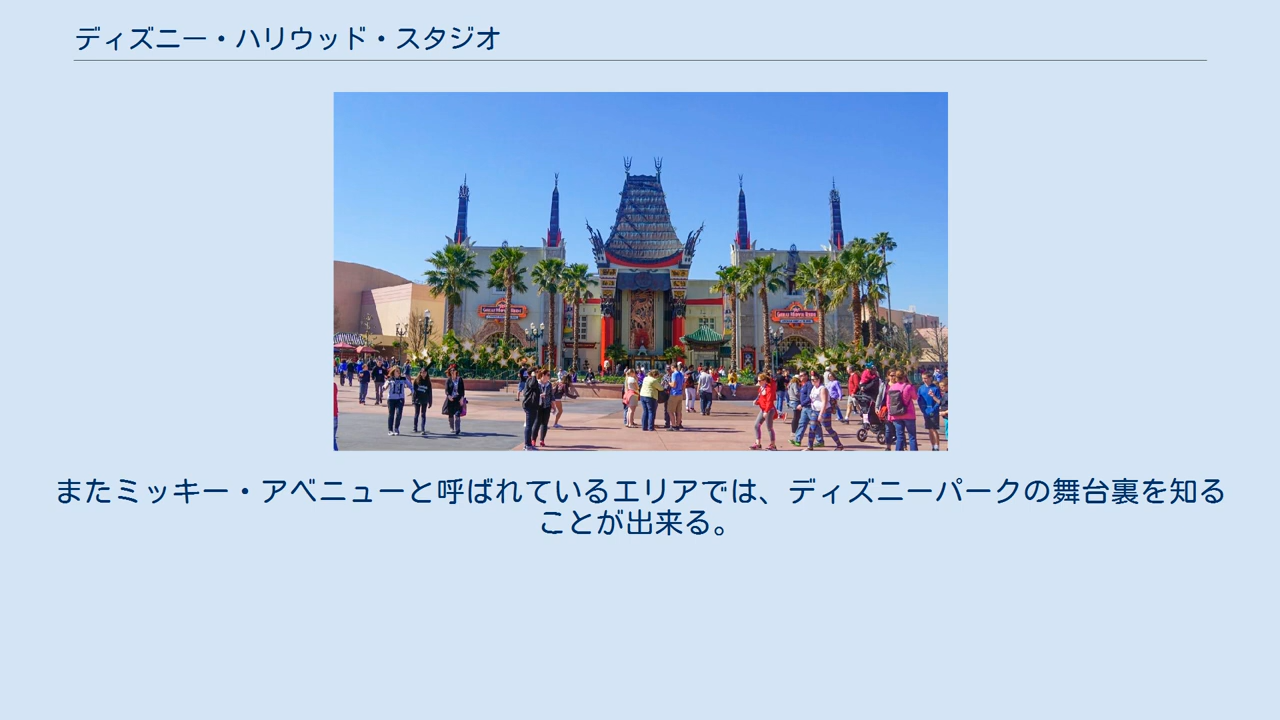 ディズニー・ハリウッド・スタジオ
またミッキー・アベニューと呼ばれているエリアでは、ディズニーパークの舞台裏を知る
ことが出来る。